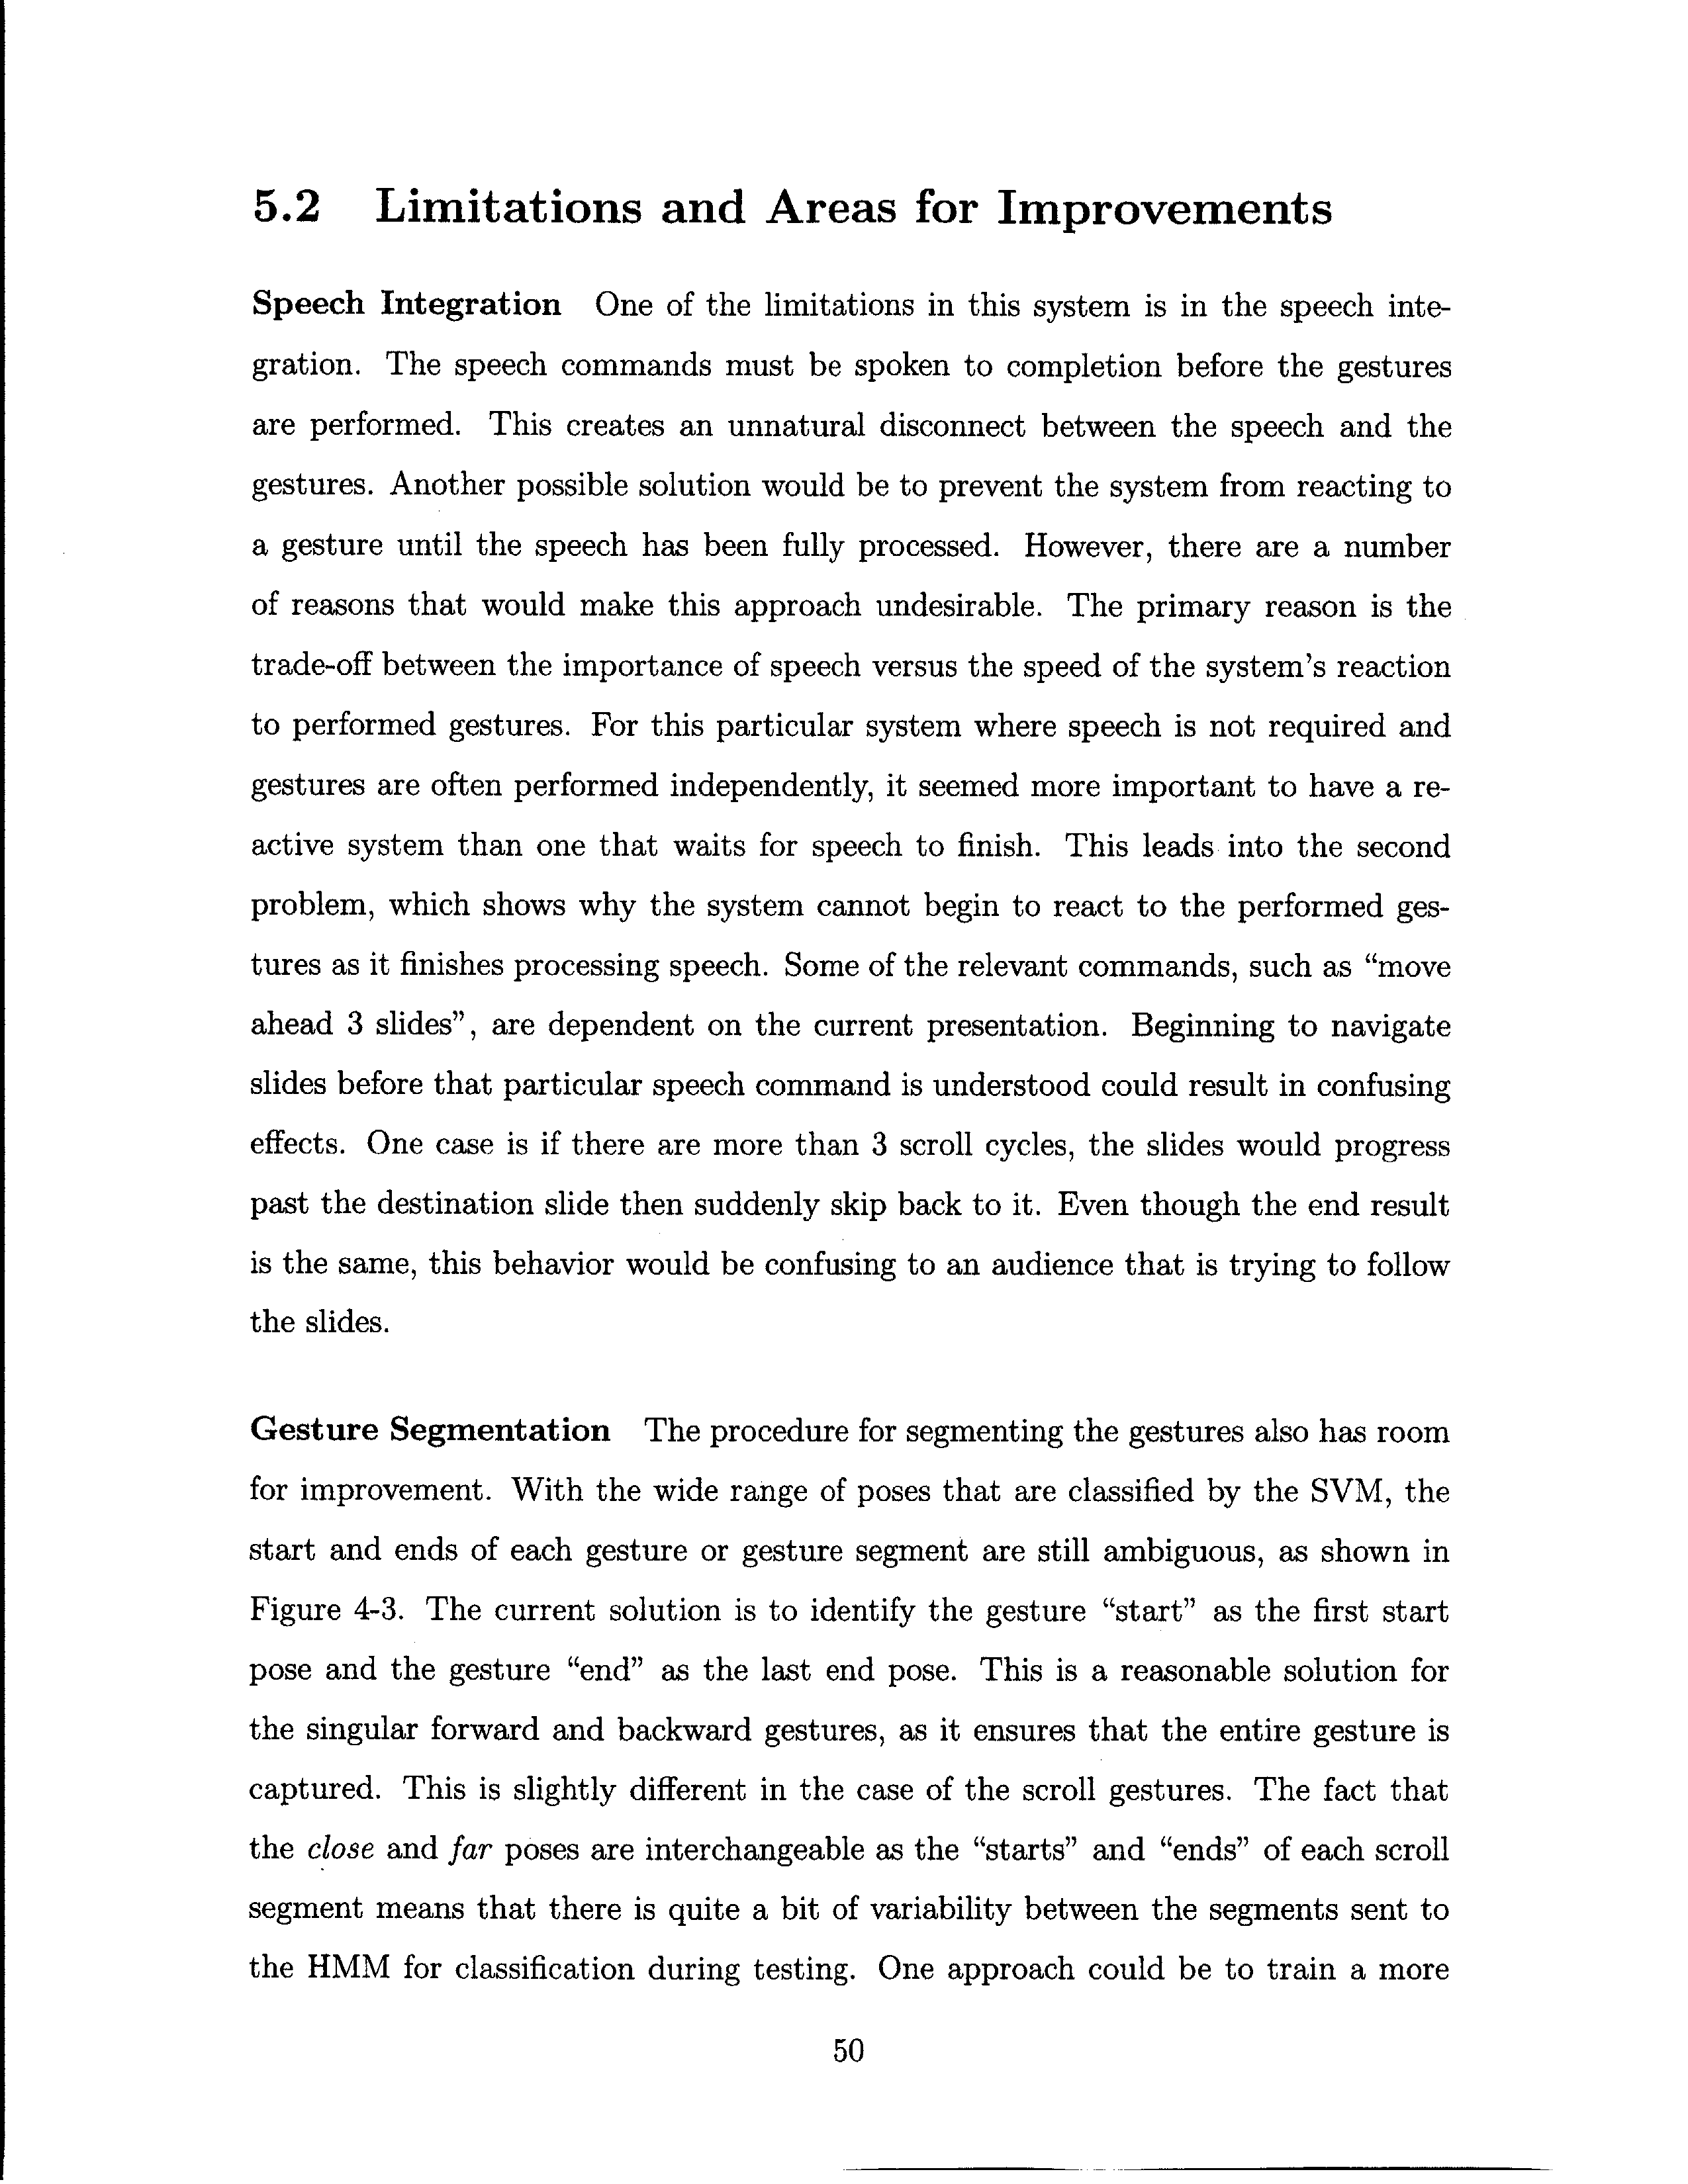 5.2 Limitations and Areas for Improvements
Speech Integration One of the limitations in this system is in the speech inte-
gration. The speech commands must be spoken to completion before the gestures
are performed. This creates an unnatural disconnect between the speech and the
gestures. Another possible solution would be to prevent the system from reacting to
a gesture until the speech has been fully processed. However, there are a number
of reasons that would make this approach undesirable. The primary reason is the
trade-off between the importance of speech versus the speed of the system's reaction
to performed gestures. For this particular system where speech is not required and
gestures are often performed independently, it seemed more important to have a re-
active system than one that waits for speech to finish. This leads into the second
problem, which shows why the system cannot begin to react to the performed ges-
tures as it finishes processing speech. Some of the relevant commands, such as “move
ahead 3 slides”, are dependent on the current presentation. Beginning to navigate
slides before that particular speech command is understood could result in confusing
effects. One case is if there are more than 3 scroll cycles, the slides would progress
past the destination slide then suddenly skip back to it. Even though the end result
is the same, this behavior would be confusing to an audience that is trying to follow
the slides.
Gesture Segmentation The procedure for segmenting the gestures also has room
for improvement. With the wide range of poses that are classified by the SVM, the
start and ends of each gesture or gesture segment are still ambiguous, as shown in
Figure 4-3. The current solution is to identify the gesture “start” as the first start
pose and the gesture “end” as the last end pose. This is a reasonable solution for
the singular forward and backward gestures, as it ensures that the entire gesture is
captured. This is slightly different in the case of the scroll gestures. The fact that
the close and far poses are interchangeable as the “starts” and “ends” of each scroll
segment means that there is quite a bit of variability between the segments sent to
the HMM for classification during testing. One approach could be to train a more
50